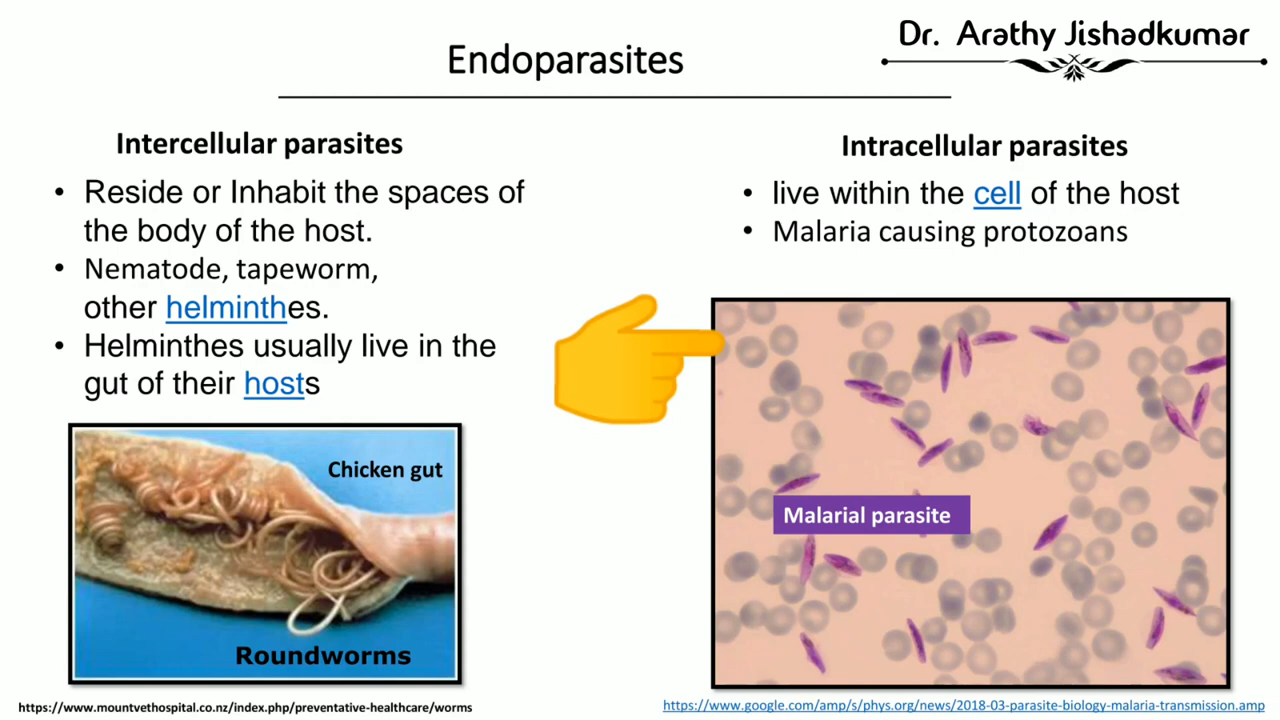 Dr. Arathy Jishadkumar
Endoparasites
Intercellular parasites
• Reside or Inhabit the spaces of
the body of the host.
• Nematode, tapeworm,
other helminthes.
• Helminthes usually live in the
gut of their hosts
Chicken gut
Roundworms
https://www.mountvethospital.co.nz/index.php/preventative-healthcare/worms
Intracellular parasites
• live within the cell of the host
• Malaria causing protozoans
Malarial parasite
https://www.google.com/amp/s/phys.org/news/2018-03-parasite-biology-malaria-transmission.amp